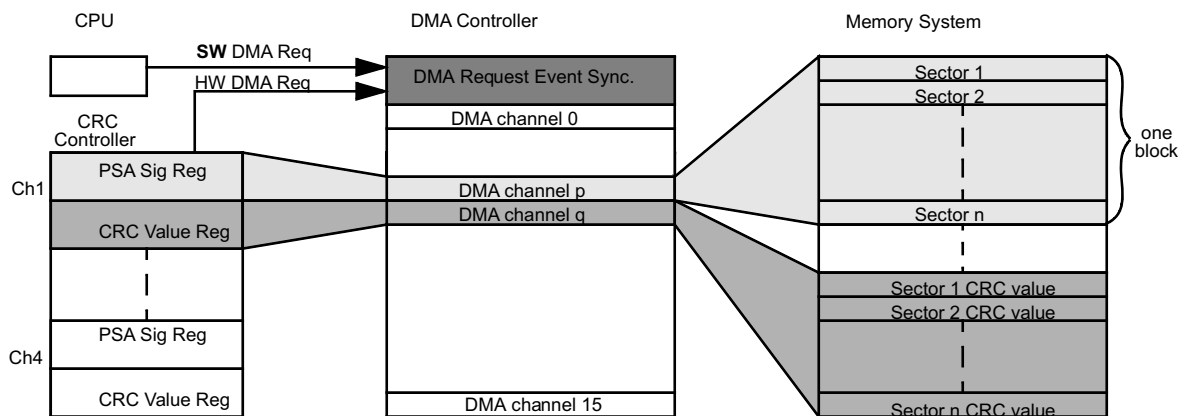 CPU
DMA Controller
Memory System
SW DMA Req
HW DMA Req
DMA Request Event Sync.
Sector 1
Sector 2
CRC
Controller
DMA channel 0
one
block
Ch1
PSA Sig Reg
DMA channel p
CRC Value Reg
DMA channel q
Sector n
Sector 1 CRC value
Sector 2 CRC value
PSA Sig Reg
Ch4
CRC Value Reg
DMA channel 15
Sector n CRC value